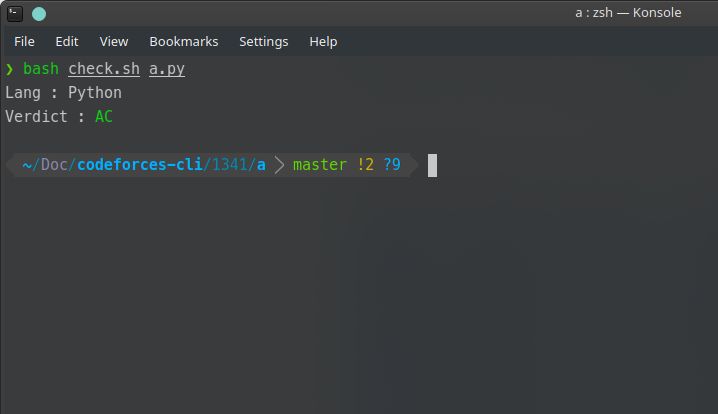 a : zsh — Konsole
File Edit View Bookmarks Settings Help
❯ bash check.sh a.py
Lang : Python
Verdict : AC
~/Doc/codeforces-cli/1341/a master !2 ?9